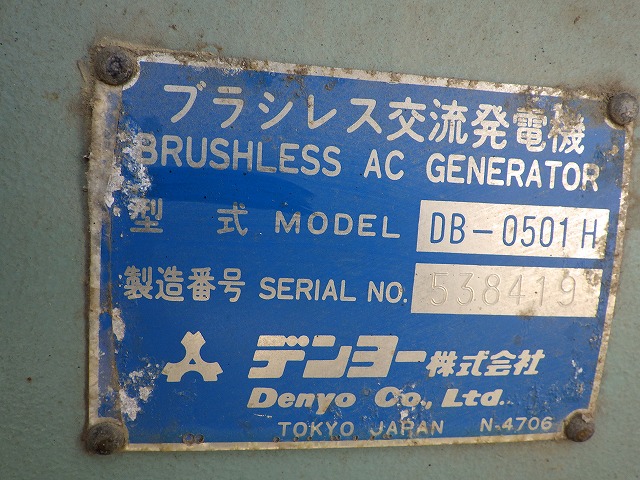 ブラシレス交流発電機
BRUSHLESS AC GENERATOR
型 式 MODEL DB-0501H
製造番号 SERIAL NO. 538419
デンヨー株式会社
Denyo Co., Ltd.
TOKYO JAPAN N-4706